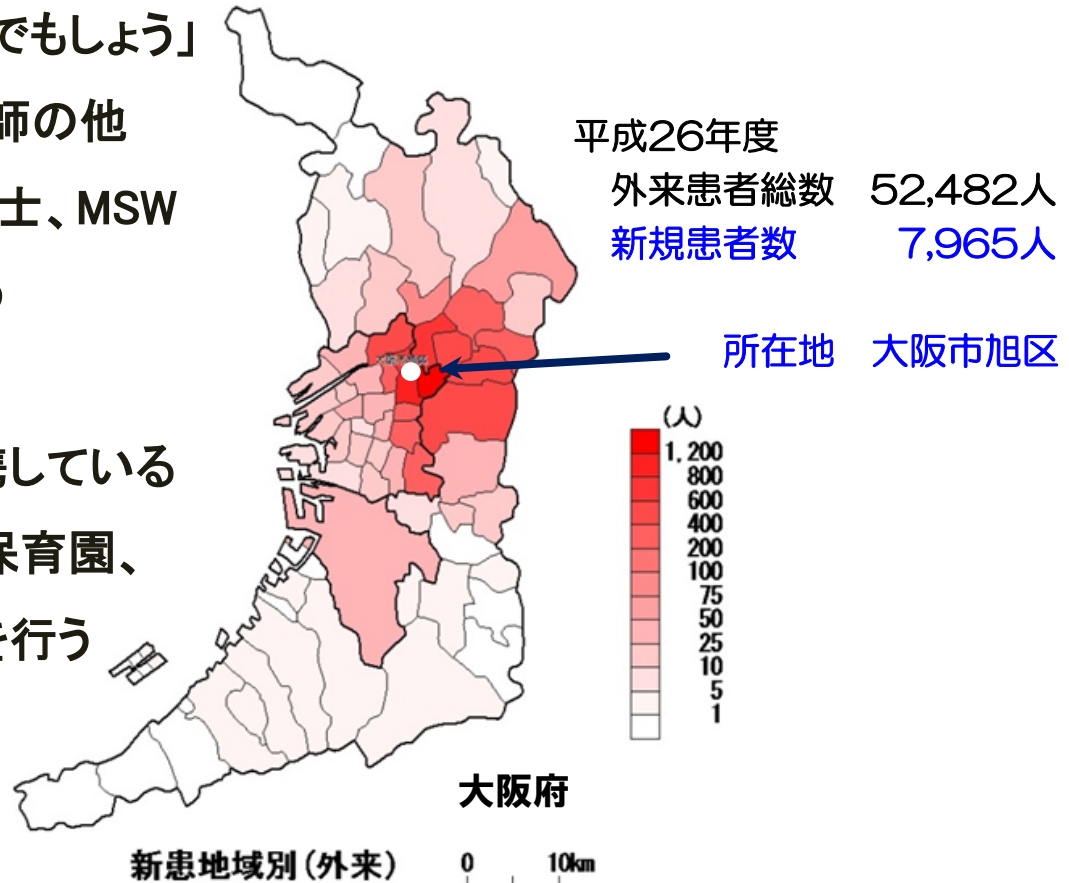 でもしょう」
師の他
士、MSW
携している
保育園、
を行う
平成26年度
外来患者総数 52,482人
新規患者数 7,965人
所在地 大阪市旭区
(人)
1,200
800
600
400
200
100
75
50
25
10
5
1
大阪府
新患地域別(外来) 0 10km